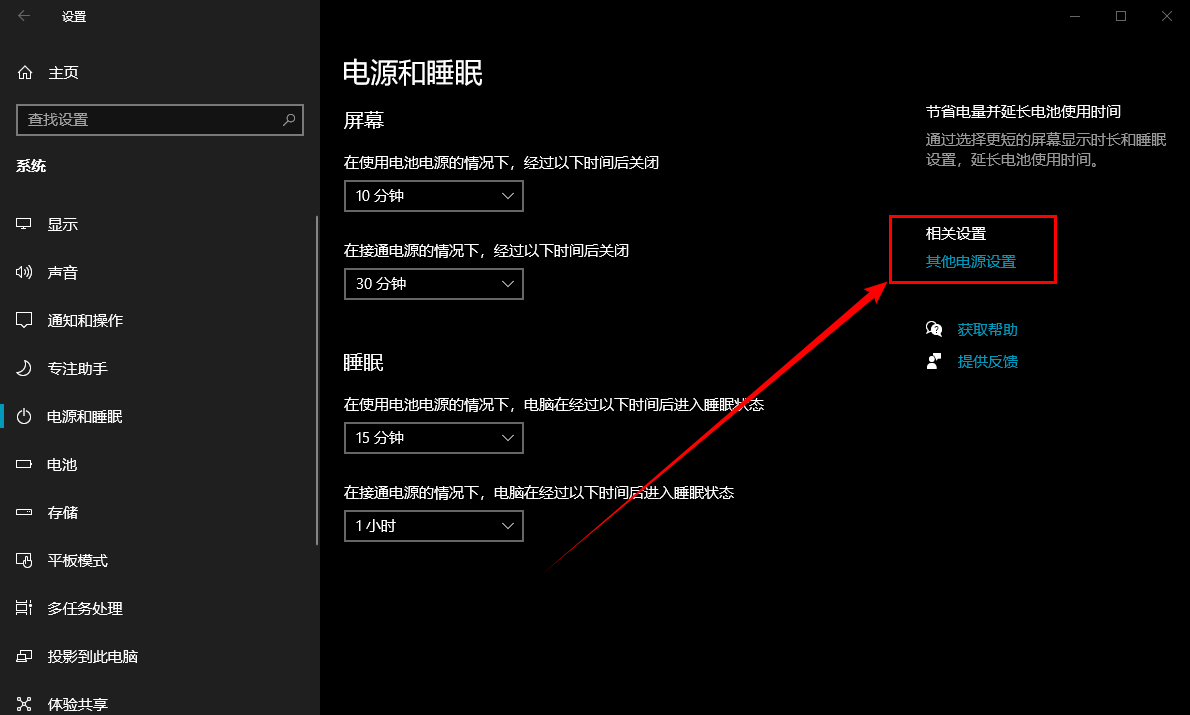 设置
主页
查找设置
系统
显示
声音
通知和操作
专注助手
电源和睡眠
电池
存储
平板模式
多任务处理
投影到此电脑
体验共享
电源和睡眠
屏幕
在使用电池电源的情况下，经过以下时间后关闭
10 分钟
在接通电源的情况下，经过以下时间后关闭
30 分钟
睡眠
在使用电池电源的情况下，电脑在经过以下时间后进入睡眠状态
15 分钟
在接通电源的情况下，电脑在经过以下时间后进入睡眠状态
1 小时
节省电量并延长电池使用时间
通过选择更短的屏幕显示时长和睡眠
设置，延长电池使用时间。
相关设置
其他电源设置
获取帮助
提供反馈